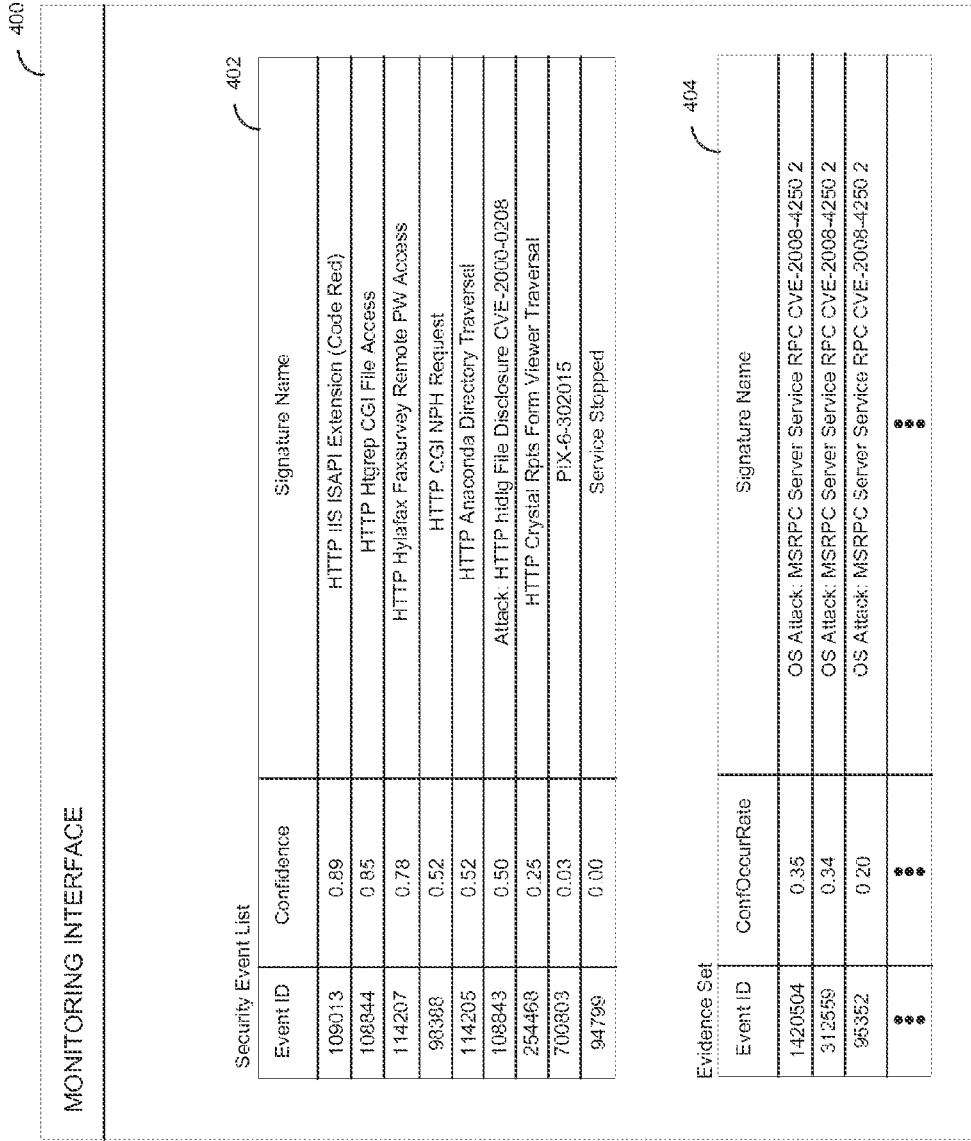 400
MONITORING INTERFACE
402
Security Event List
Event ID Confidence Signature Name
109013 0.89 HTTP IIS ISAPI Extension (Code Red)
108844 0.85 HTTP Htgrep CGI File Access
114207 0.78 HTTP Hylafax Faxsurvey Remote PW Access
98388 0.52 HTTP CGI NPH Request
114205 0.52 HTTP Anaconda Directory Traversal
108843 0.50 Attack: HTTP htdig File Disclosure CVE-2000-0208
254468 0.25 HTTP Crystal Rpts Form Viewer Traversal
700803 0.03 PIX-6-302015
94799 0.00 Service Stopped
404
Evidence Set
Event ID ConfOccurRate Signature Name
1420504 0.35 OS Attack: MSRPC Server Service RPC CVE-2008-4250 2
312559 0.34 OS Attack: MSRPC Server Service RPC CVE-2008-4250 2
95352 0.20 OS Attack: MSRPC Server Service RPC CVE-2008-4250 2